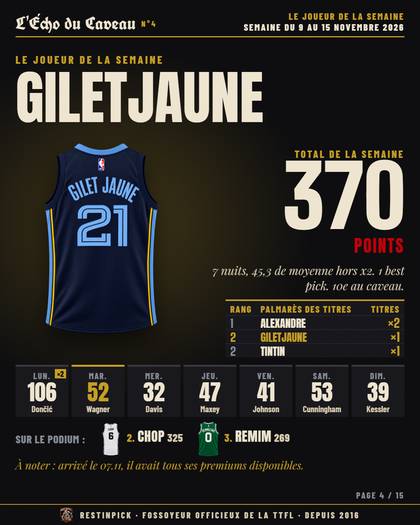 L'Écho du Caveau N°4
LE JOUEUR DE LA SEMAINE
SEMAINE DU 9 AU 15 NOVEMBRE 2026
LE JOUEUR DE LA SEMAINE
GILETJAUNE
GILET JAUNE
21
TOTAL DE LA SEMAINE
370
POINTS
7 nuits, 45,3 de moyenne hors x2. 1 best
pick. 10e au caveau.
RANG PALMARÈS DES TITRES TITRES
1 ALEXANDRE ×2
2 GILETJAUNE ×1
2 TINTIN ×1
LUN. ×2 MAR. MER. JEU. VEN. SAM. DIM.
106 52 32 47 41 53 39
Dončić Wagner Davis Maxey Johnson Cunningham Kessler
SUR LE PODIUM : 6 2. CHOP 325 0 3. REMIM 269
À noter : arrivé le 07.11, il avait tous ses premiums disponibles.
PAGE 4 / 15
RESTINPICK · FOSSOYEUR OFFICIEUX DE LA TTFL · DEPUIS 2016